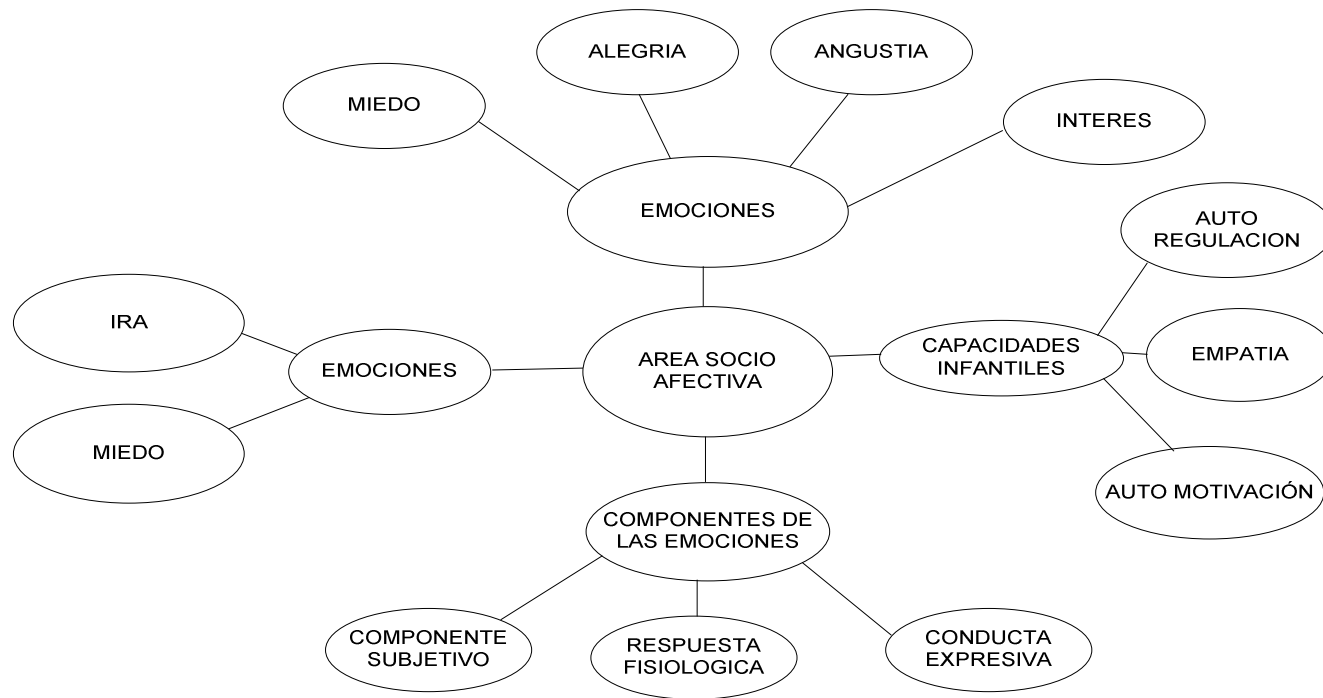 ALEGRIA
ANGUSTIA
MIEDO
INTERES
EMOCIONES
AUTO
REGULACION
IRA
EMOCIONES
AREA SOCIO
AFECTIVA
CAPACIDADES
INFANTILES
EMPATIA
MIEDO
AUTO MOTIVACIÓN
COMPONENTES DE
LAS EMOCIONES
COMPONENTE
SUBJETIVO
RESPUESTA
FISIOLOGICA
CONDUCTA
EXPRESIVA